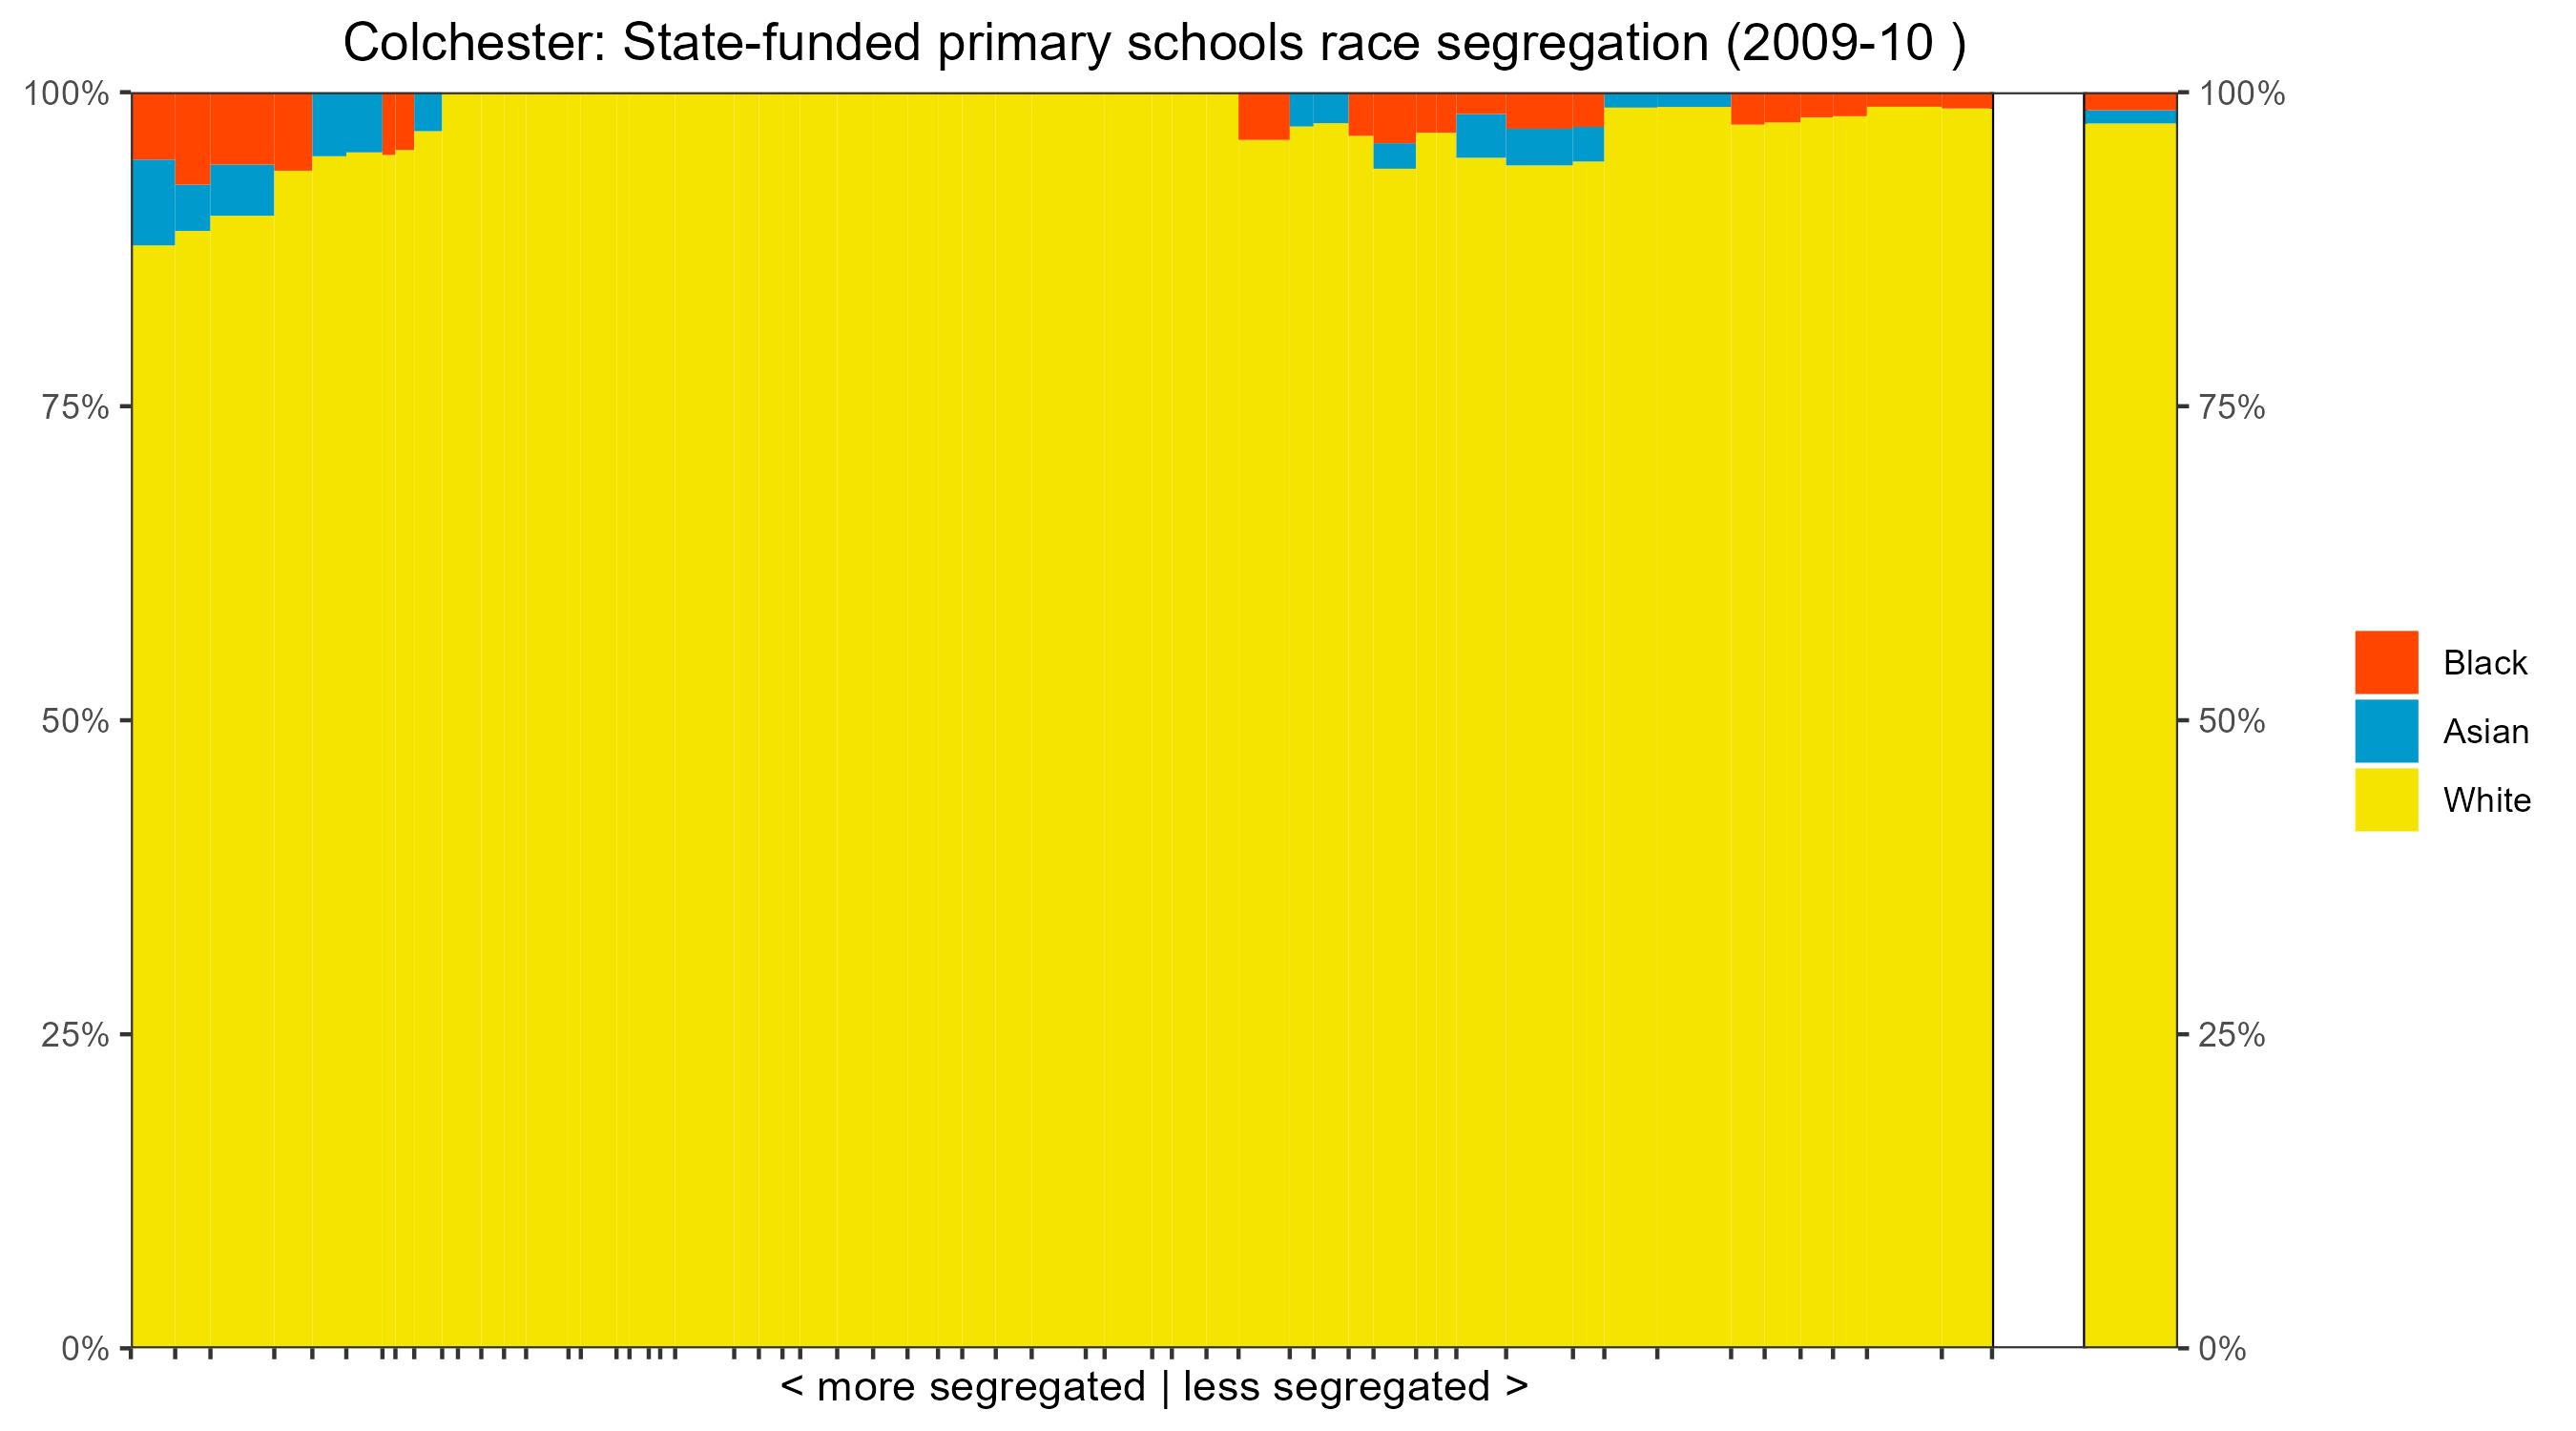 Colchester: State-funded primary schools race segregation (2009-10 )
100%
75%
50%
25%
0%
100%
75%
50%
25%
0%
Black
Asian
White
< more segregated | less segregated >